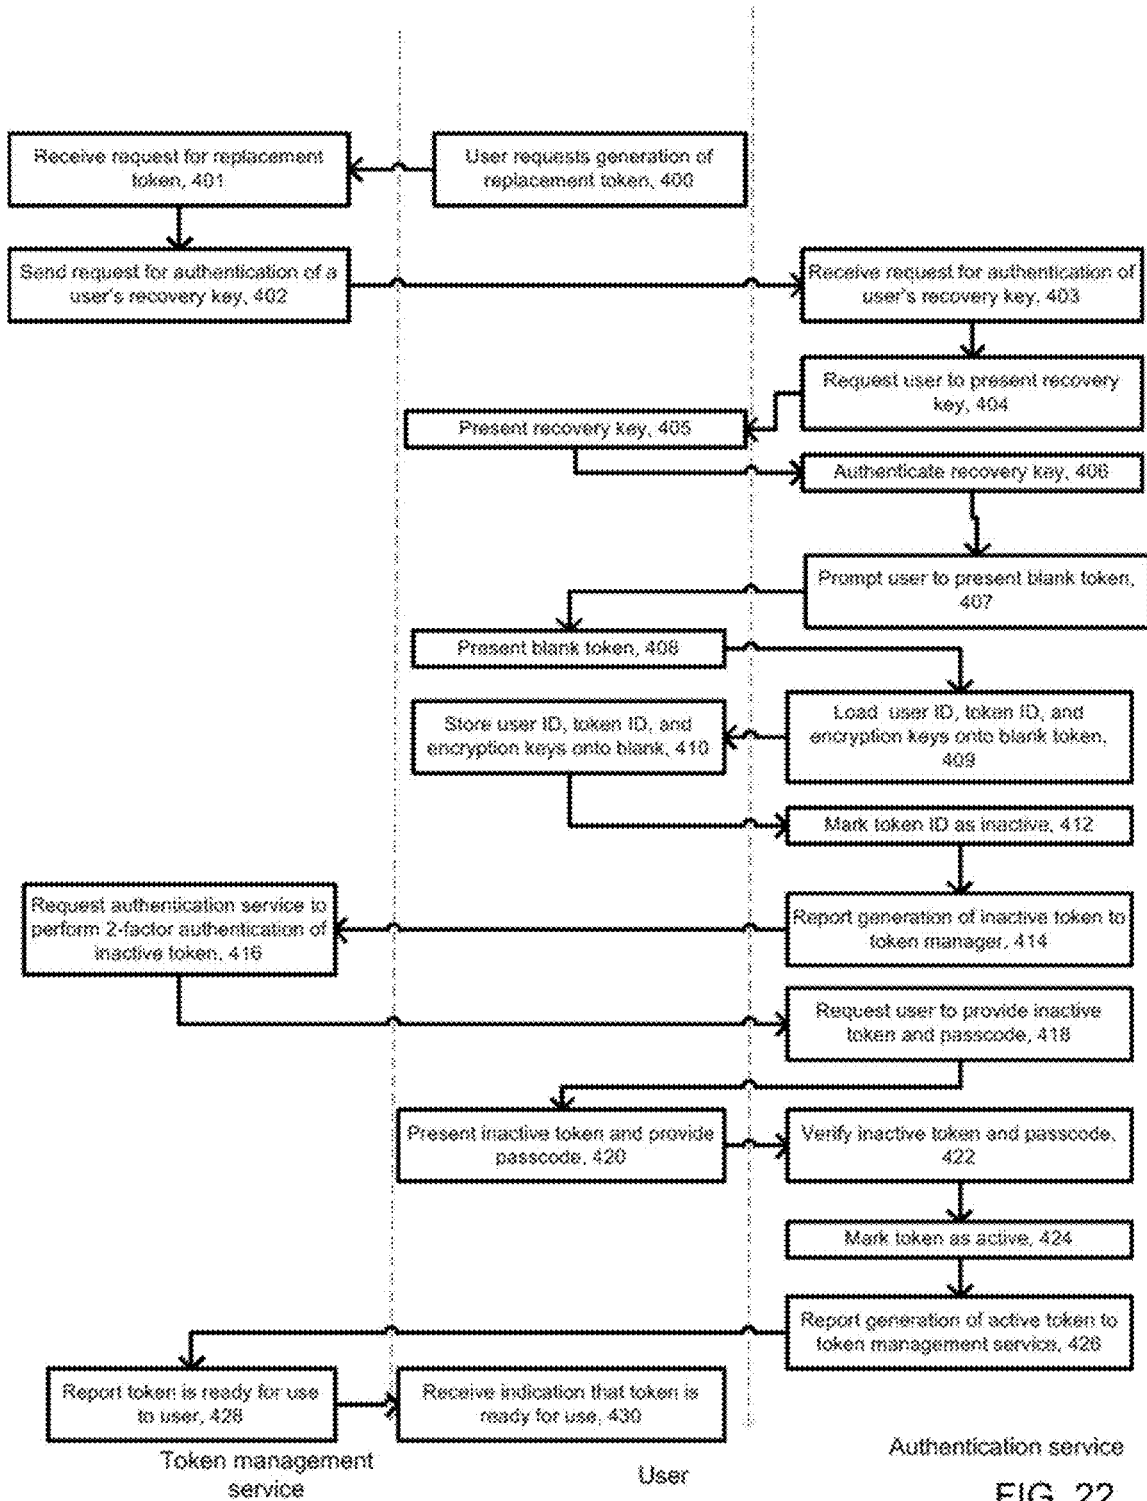 Receive request for replacement
token, 401
User requests generation of
replacement token, 400
Send request for authentication of a
user's recovery key, 402
Receive request for authentication of
user's recovery key, 403
Request user to present recovery
key, 404
Present recovery key, 405
Authenticate recovery key, 406
Prompt user to present blank token,
407
Present blank token, 408
Store user ID, token ID, and
encryption keys onto blank, 410
Load user ID, token ID, and
encryption keys onto blank token,
409
Mark token ID as inactive, 412
Request authentication service to
perform 2-factor authentication of
inactive token, 416
Report generation of inactive token to
token manager, 414
Request user to provide inactive
token and passcode, 418
Present inactive token and provide
passcode, 420
Verify inactive token and passcode,
422
Mark token as active, 424
Report generation of active token to
token management service, 426
Report token is ready for use
to user, 428
Receive indication that token is
ready for use, 430
Token management
service
User
Authentication service
FIG. 22